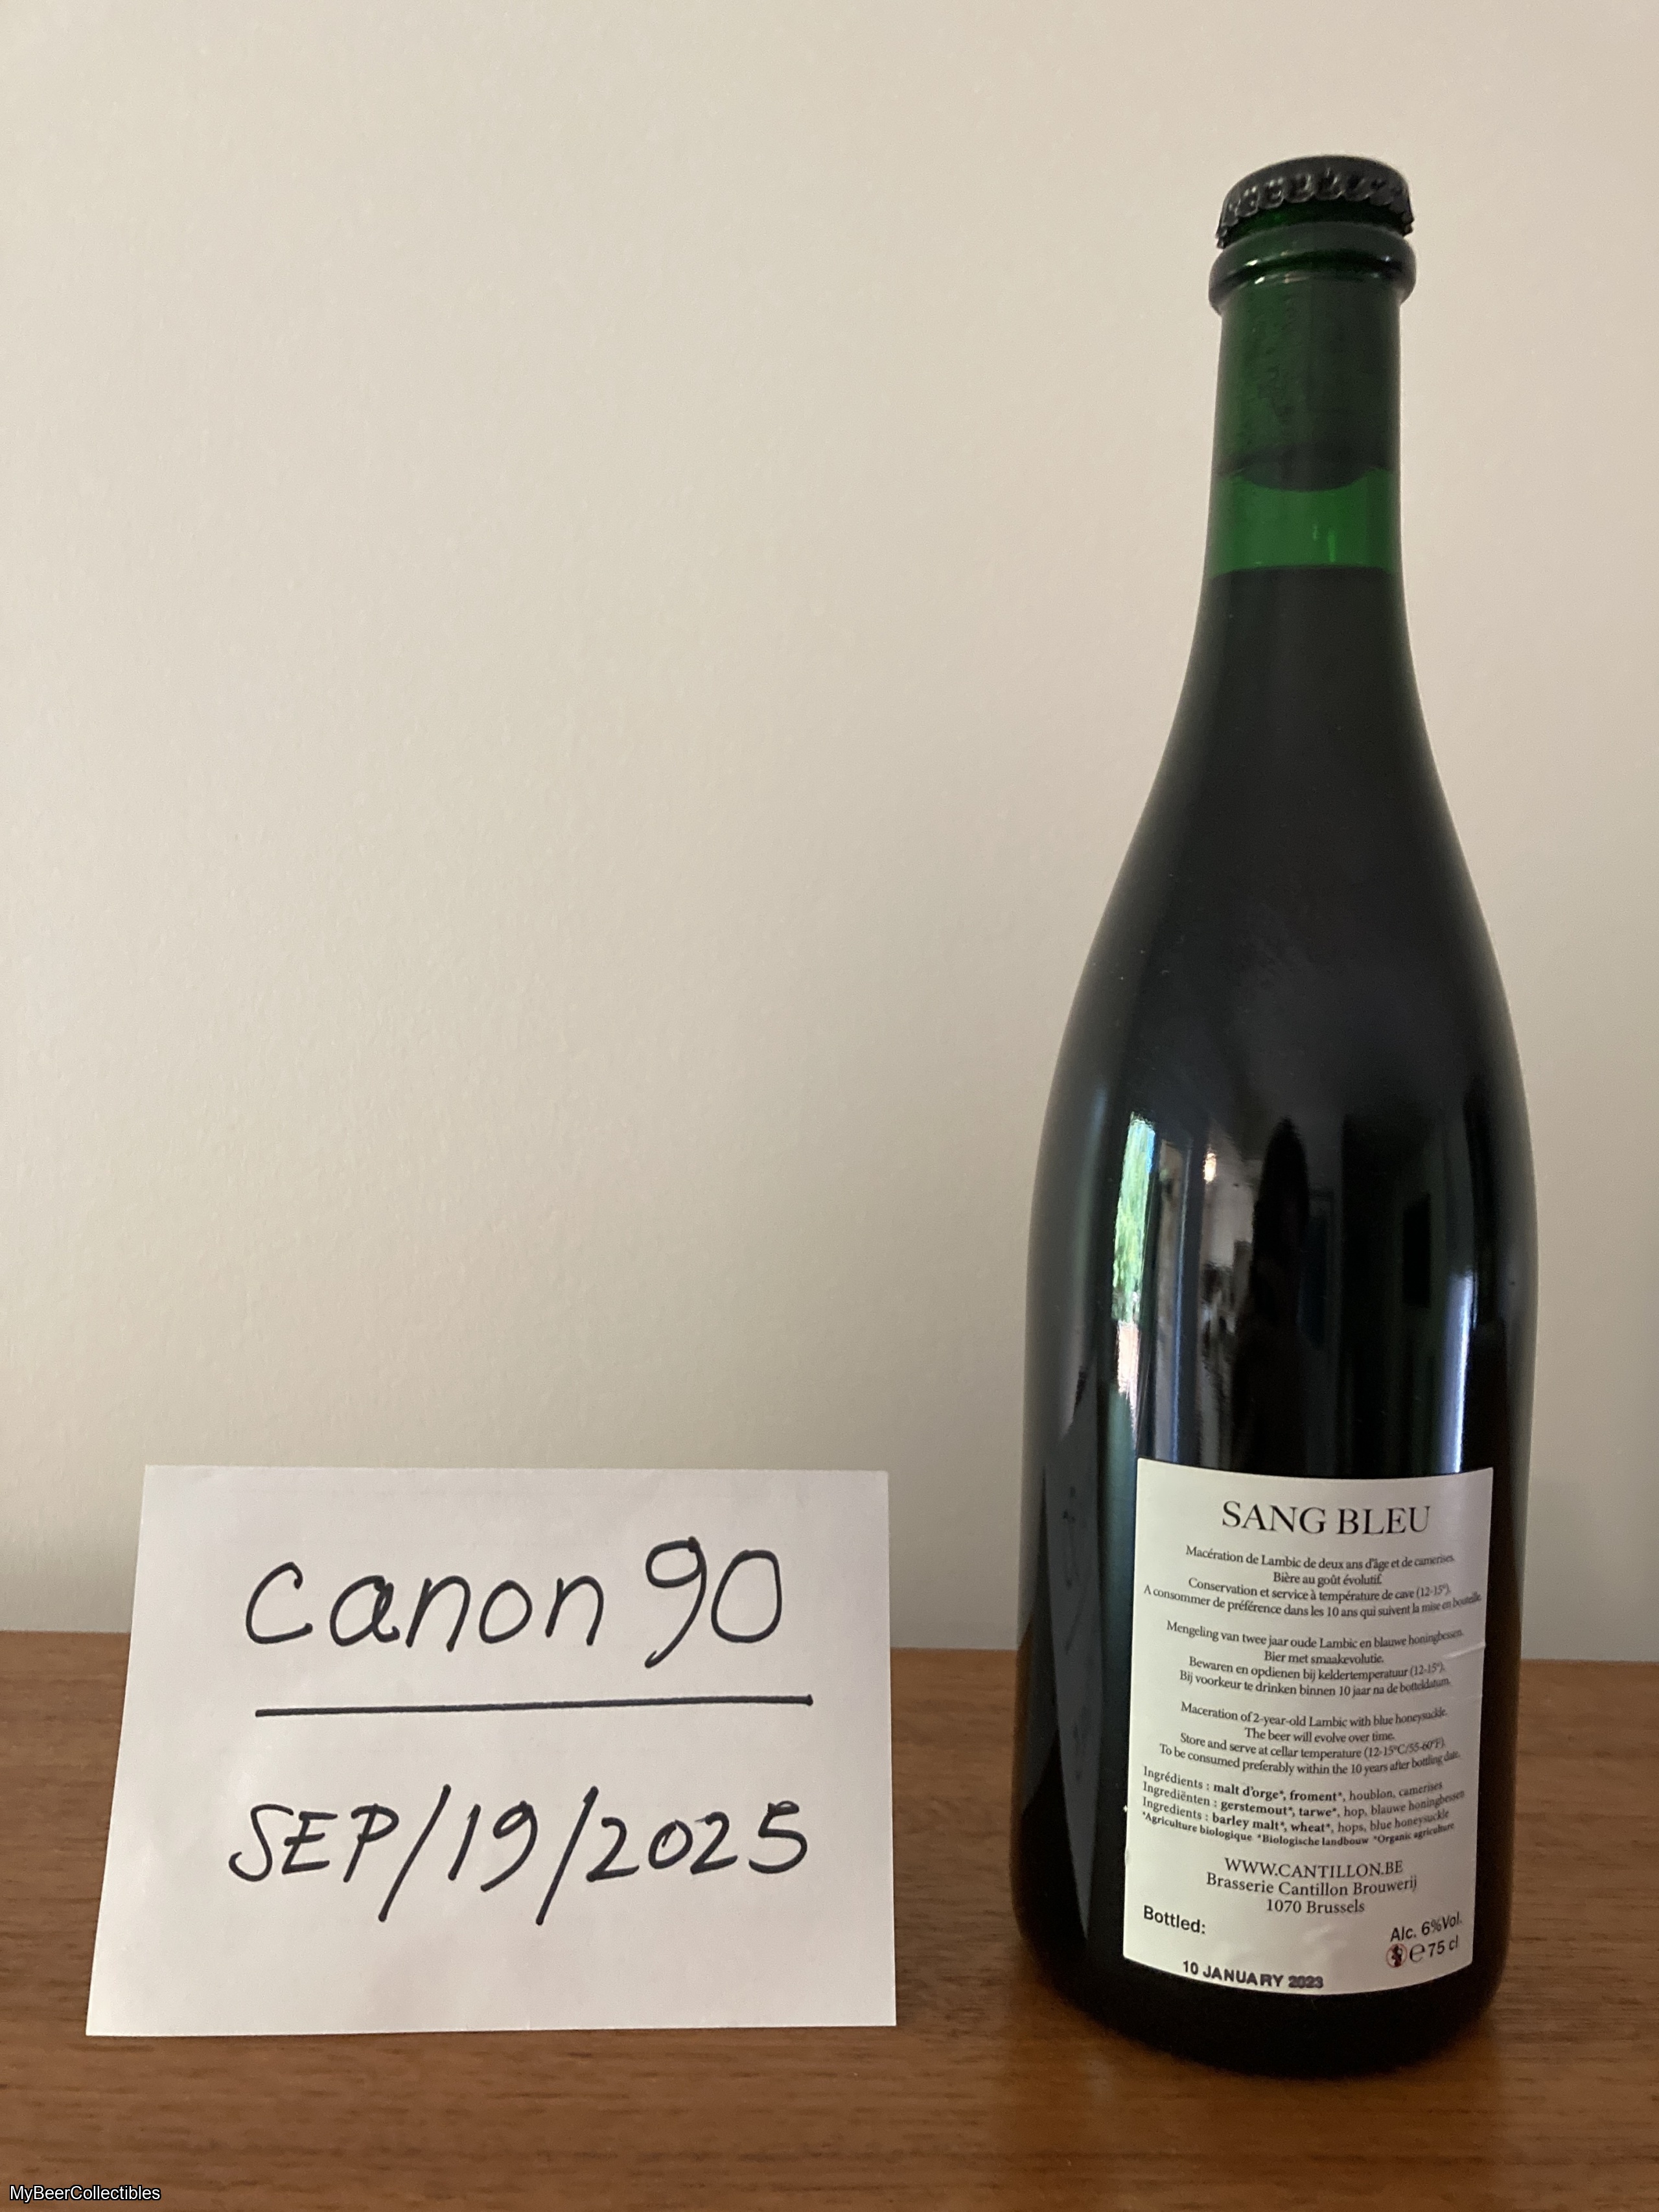 canon 90
SEP/19/2025
SANG BLEU
Macération de Lambic de deux ans d'âge et de camerises.
Bière au goût évolutif.
Conservation et service à température de cave (12-15°).
A consommer de préférence dans les 10 ans qui suivent la mise en bouteille.
Mengeling van twee jaar oude Lambic en blauwe honingbessen.
Bier met smaakevolutie.
Bewaren en opdienen bij keldertemperatuur (12-15°).
Bij voorkeur te drinken binnen 10 jaar na de botteldatum.
Maceration of 2-year-old Lambic with blue honeysuckle.
The beer will evolve over time.
Store and serve at cellar temperature (12-15°C/55-60°F).
To be consumed preferably within the 10 years after bottling date.
Ingrédients : malt d'orge*, froment*, houblon, camerises
Ingrediënten : gerstemout*, tarwe*, hop, blauwe honingbessen
Ingredients : barley malt*, wheat*, hops, blue honeysuckle
*Agriculture biologique *Biologische landbouw *Organic agriculture
WWW.CANTILLON.BE
Brasserie Cantillon Brouwerij
1070 Brussels
Bottled:
Alc. 6%Vol.
e 75 cl
10 JANUARY 2023
MyBeerCollectibles